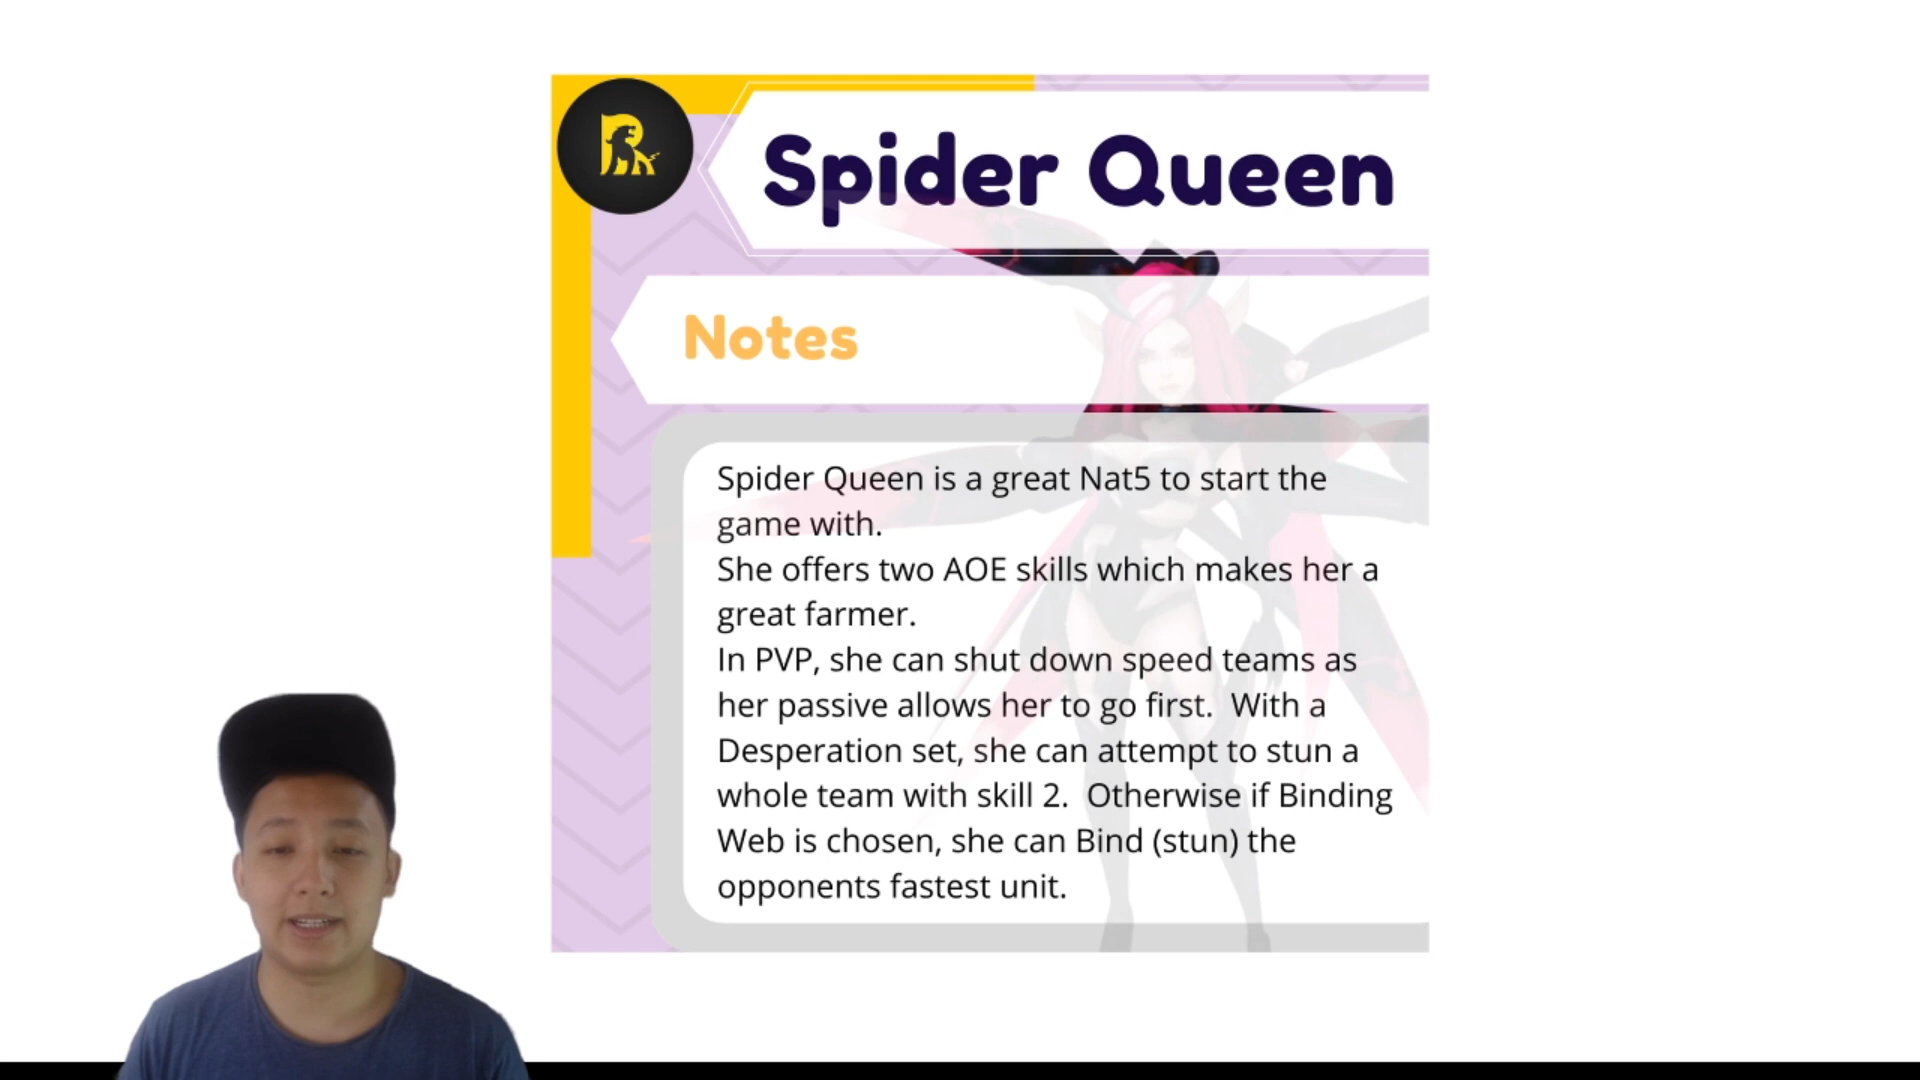 Spider Queen
Notes
Spider Queen is a great Nat5 to start the
game with.
She offers two AOE skills which makes her a
great farmer.
In PVP, she can shut down speed teams as
her passive allows her to go first.  With a
Desperation set, she can attempt to stun a
whole team with skill 2.  Otherwise if Binding
Web is chosen, she can Bind (stun) the
opponents fastest unit.